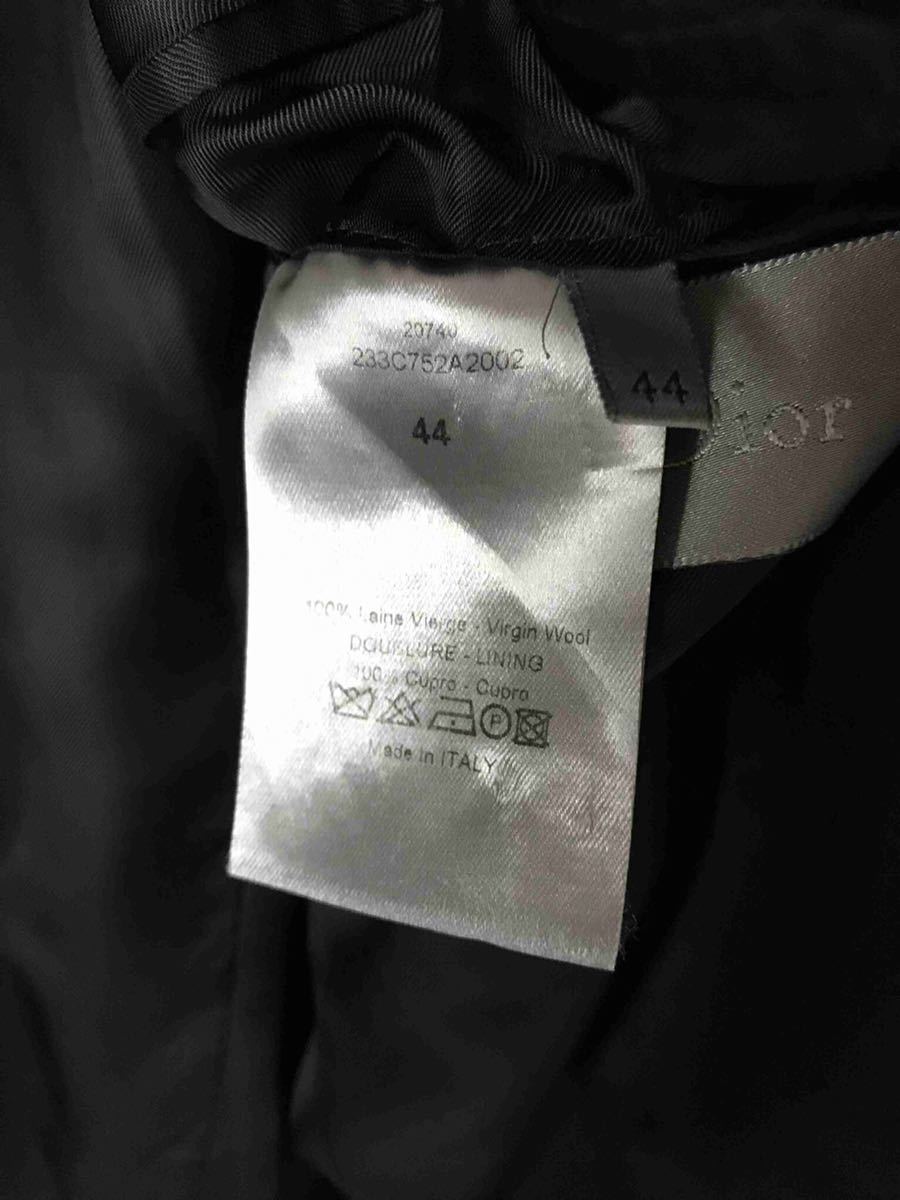 20740
233C752A2002
44
44
Dior
100% Laine Vierge - Virgin Wool
DOUBLURE - LINING
100% Cupro - Cupro
P
Made in ITALY